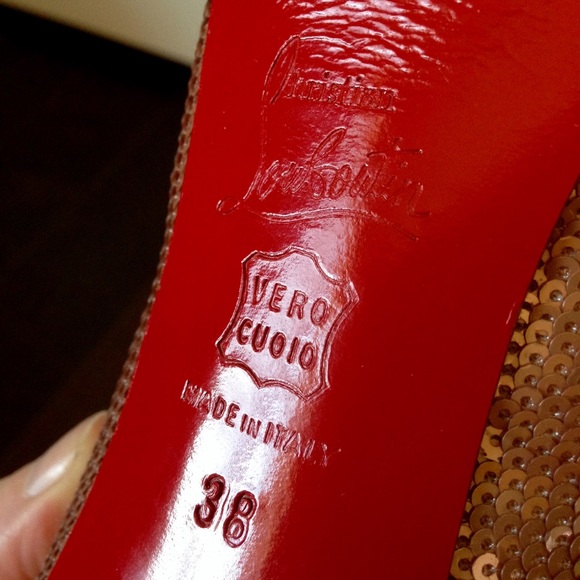 Christian
Louboutin
VERO
CUOIO
MADE IN ITALY
38